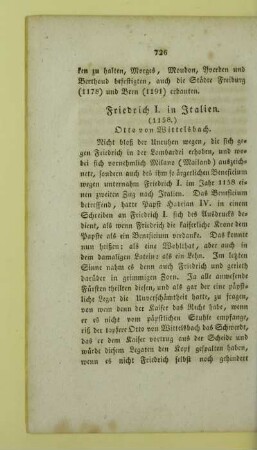 726
ken zu halten, Morges, Moudon, Yverden und
Berthoud befestigten, auch die Städte Freiburg
(1178) und Bern (1191) erbauten.
Friedrich I. in Italien.
(1158.)
Otto von Wittelsbach.
Nicht bloß der Unruhen wegen, die sich ge-
gen Friedrich in der Lombardei erhoben, und wo-
bei sich vornehmlich Milano (Mailand) auszeich-
nete, sondern auch des ihm so ärgerlichen Beneficium
wegen unternahm Friedrich I. im Jahr 1158 ei-
nen zweiten Zug nach Italien. Das Beneficium
betreffend, hatte Papst Hadrian IV. in einem
Schreiben an Friedrich I. sich des Ausdrucks be-
dient, als wenn Friedrich die kaiserliche Krone dem
Papste als ein Beneficium verdanke. Das konnte
nun heißen: als eine Wohlthat, aber auch in
dem damaligen Latein: als ein Lehn. Im letzten
Sinne nahm es denn auch Friedrich und gerieth
darüber in grimmigen Zorn. Ja alle anwesende
Fürsten theilten diesen, und als gar der eine päpst-
liche Legat die Unverschämtheit hatte, zu fragen,
von wem denn der Kaiser das Reich habe, wenn
er es nicht vom päpstlichen Stuhle empfange,
riß der tapfere Otto von Wittelsbach das Schwerdt,
das er dem Kaiser vortrug aus der Scheide und
würde diesem Legaten den Kopf gespalten haben,
wenn es nicht Friedrich selbst noch gehindert